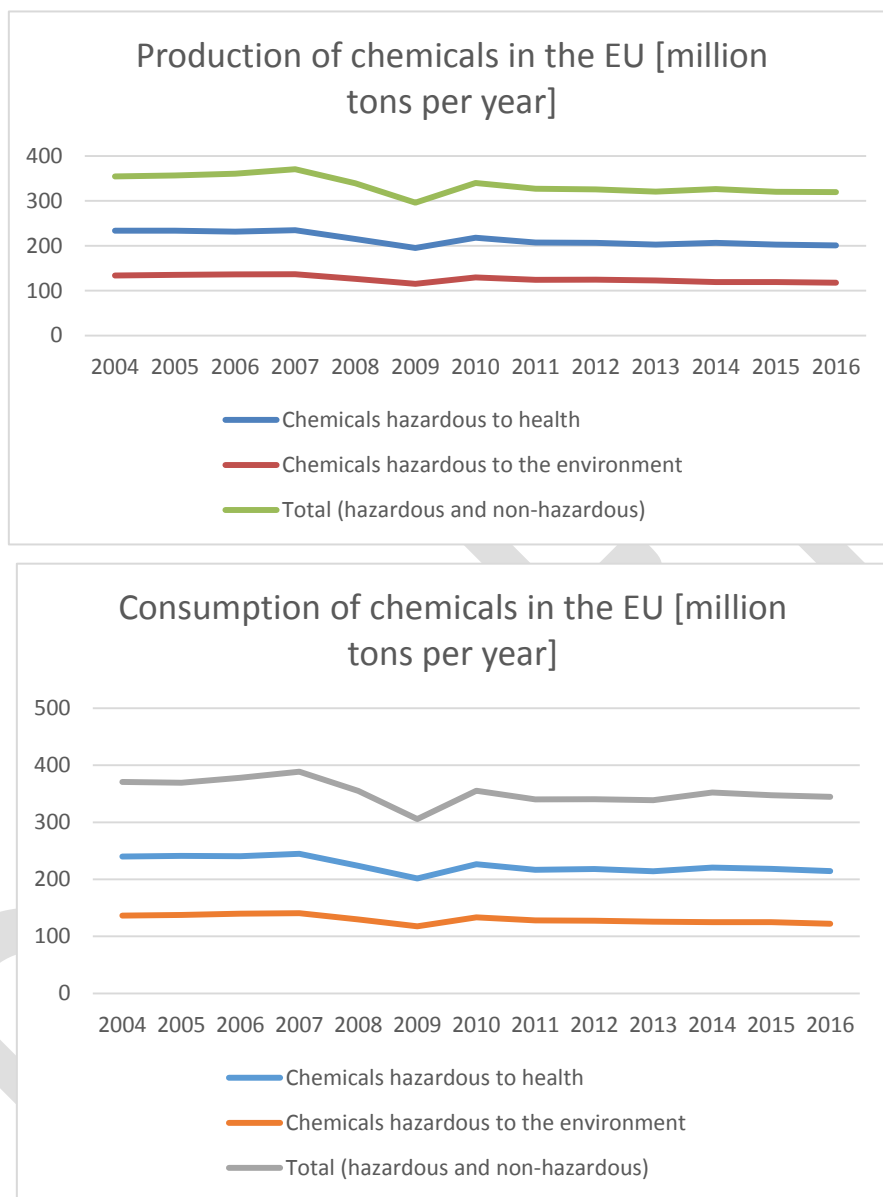 Production of chemicals in the EU [million
tons per year]
400
300
200
100
0
2004 2005 2006 2007 2008 2009 2010 2011 2012 2013 2014 2015 2016
Chemicals hazardous to health
Chemicals hazardous to the environment
Total (hazardous and non-hazardous)
Consumption of chemicals in the EU [million
tons per year]
500
400
300
200
100
0
2004 2005 2006 2007 2008 2009 2010 2011 2012 2013 2014 2015 2016
Chemicals hazardous to health
Chemicals hazardous to the environment
Total (hazardous and non-hazardous)